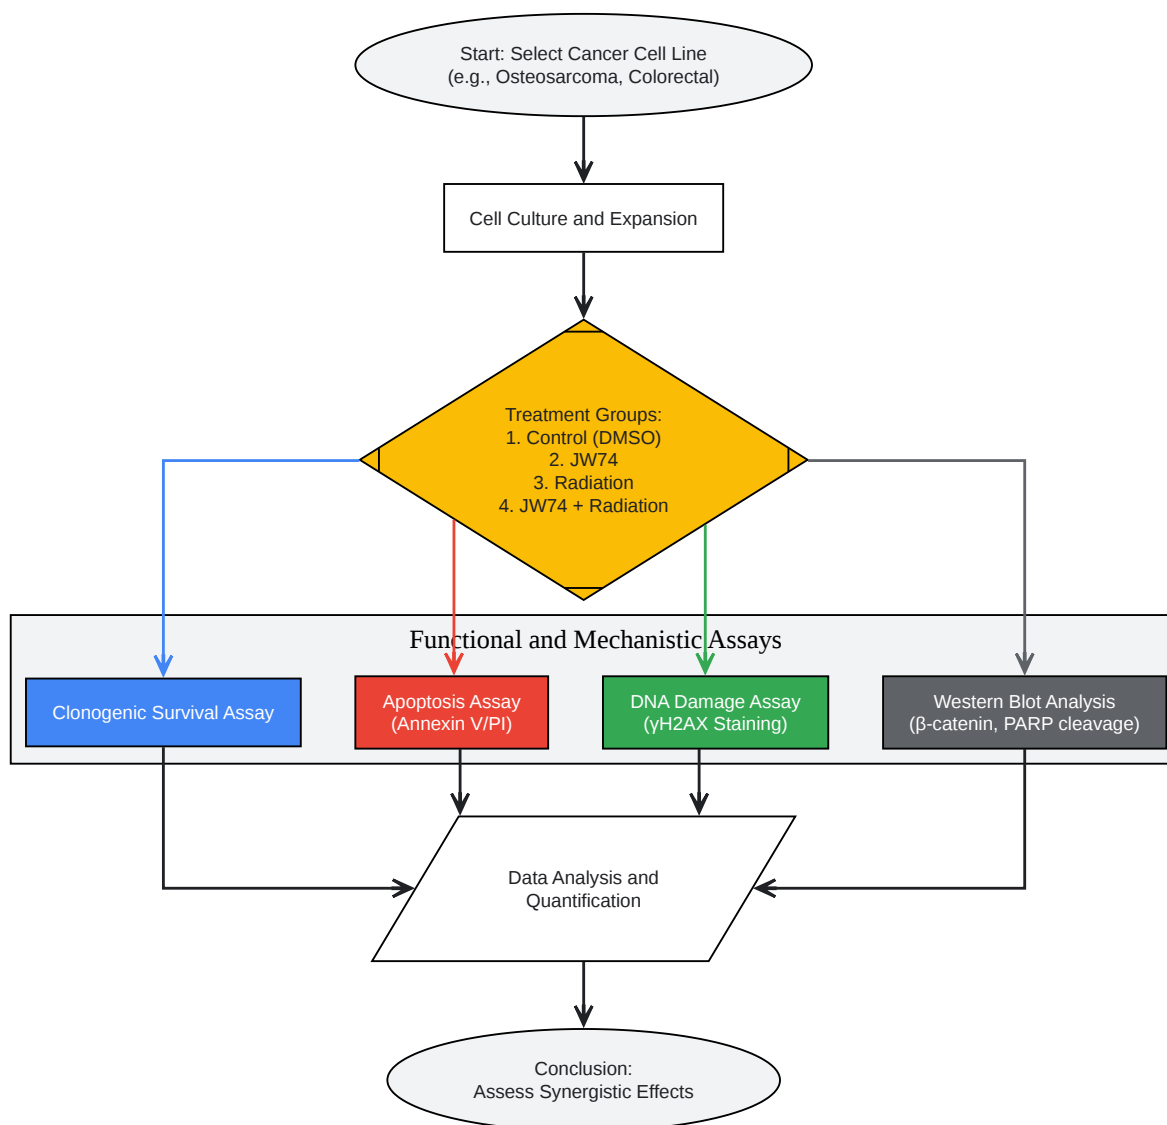 Start: Select Cancer Cell Line
(e.g., Osteosarcoma, Colorectal)
Cell Culture and Expansion
Treatment Groups:
1. Control (DMSO)
2. JW74
3. Radiation
4. JW74 + Radiation
Functional and Mechanistic Assays
Clonogenic Survival Assay
Apoptosis Assay
(Annexin V/PI)
DNA Damage Assay
(γH2AX Staining)
Western Blot Analysis
(β-catenin, PARP cleavage)
Data Analysis and
Quantification
Conclusion:
Assess Synergistic Effects